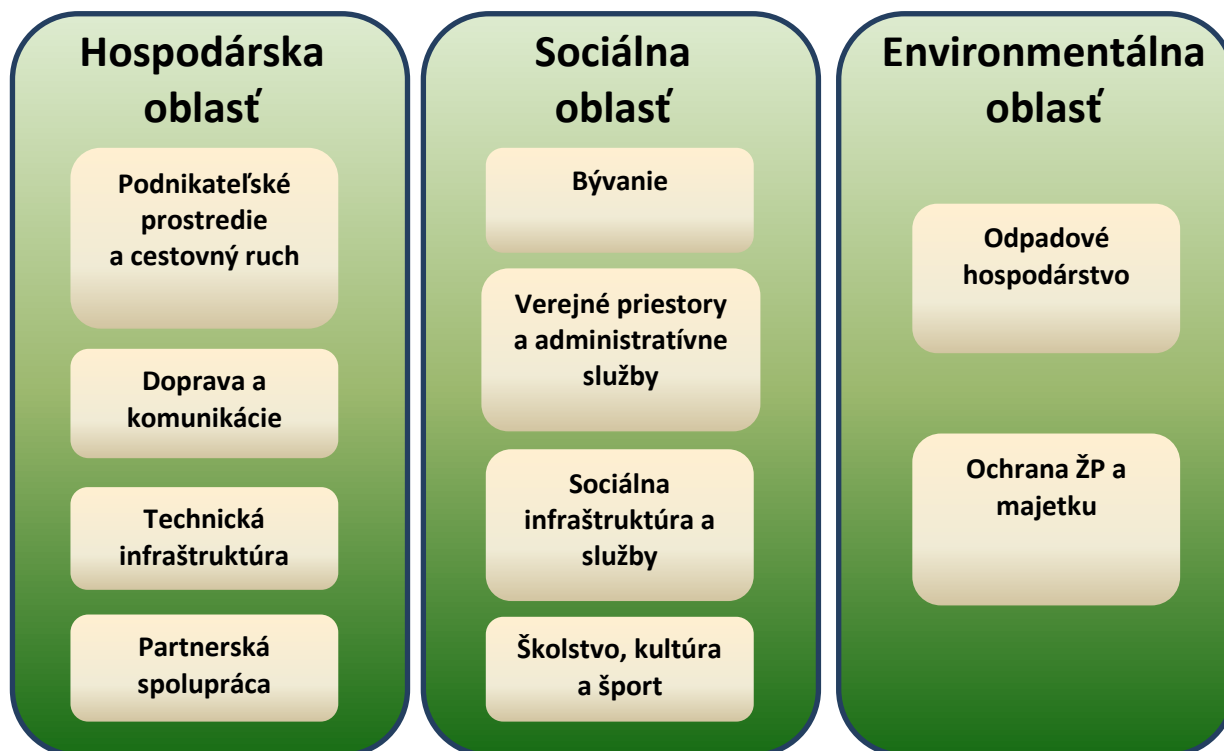 Hospodárska
oblasť
Podnikateľské
prostredie
a cestovný ruch
Doprava a
komunikácie
Technická
infraštruktúra
Partnerská
spolupráca
Sociálna
oblasť
Bývanie
Verejné priestory
a administratívne
služby
Sociálna
infraštruktúra a
služby
Školstvo, kultúra
a šport
Environmentálna
oblasť
Odpadové
hospodárstvo
Ochrana ŽP a
majetku